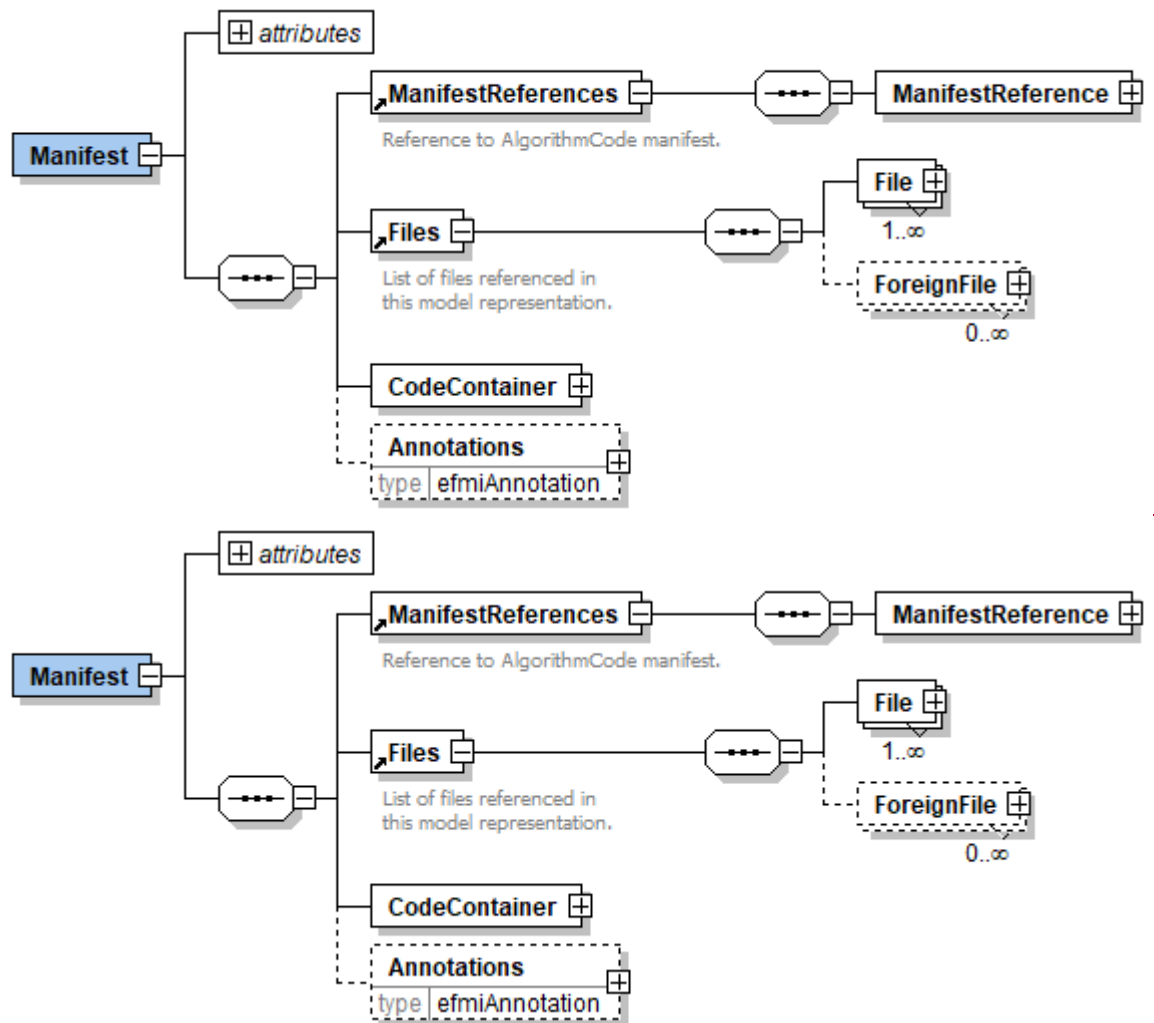 attributes
ManifestReferences
ManifestReference
Reference to AlgorithmCode manifest.
Manifest
File
1..∞
Files
List of files referenced in
this model representation.
ForeignFile
0..∞
CodeContainer
Annotations
type efmiAnnotation
attributes
ManifestReferences
ManifestReference
Reference to AlgorithmCode manifest.
Manifest
File
1..∞
Files
List of files referenced in
this model representation.
ForeignFile
0..∞
CodeContainer
Annotations
type efmiAnnotation